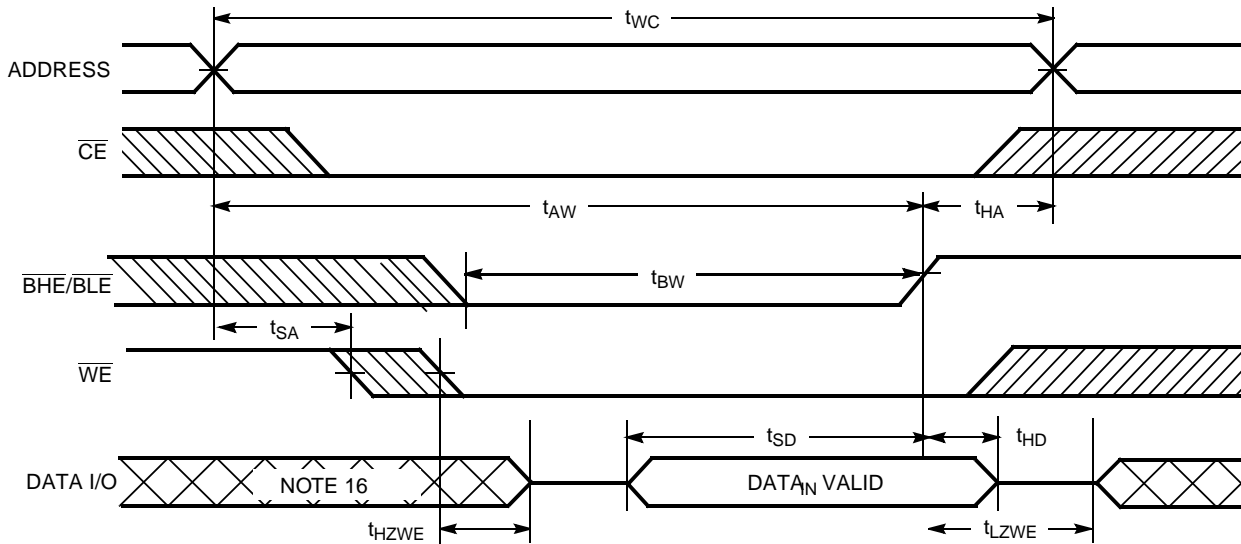 tWC
ADDRESS
CE
tAW
tHA
BHE/BLE
tBW
tSA
WE
tSD
tHD
DATA I/O
NOTE 16
DATAIN VALID
tHZWE
tLZWE